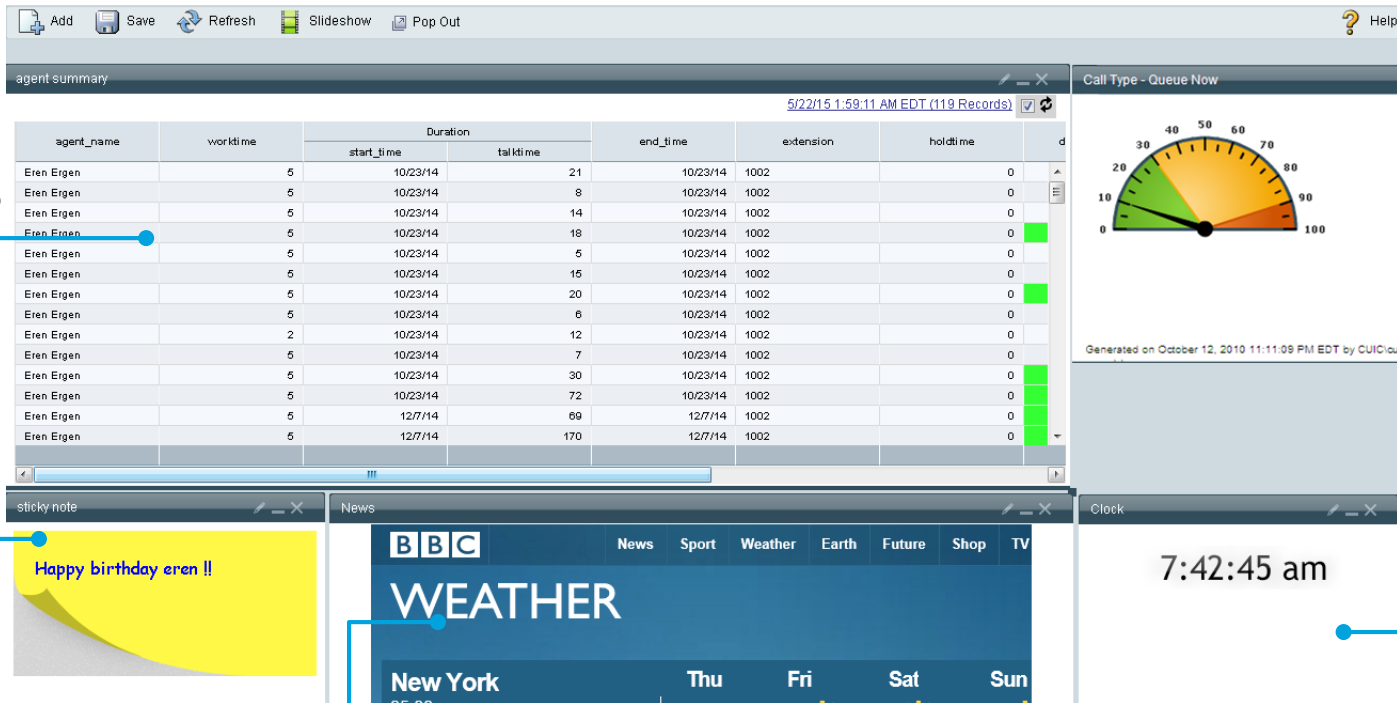 Add Save Refresh Slideshow Pop Out Help
agent summary
5/22/15 1:59:11 AM EDT (119 Records)
agent_name worktime Duration end_time extension holdtime
start_time talktime
Eren Ergen 5 10/23/14 21 10/23/14 1002 0
Eren Ergen 5 10/23/14 8 10/23/14 1002 0
Eren Ergen 5 10/23/14 14 10/23/14 1002 0
Eren Ergen 5 10/23/14 18 10/23/14 1002 0
Eren Ergen 5 10/23/14 5 10/23/14 1002 0
Eren Ergen 5 10/23/14 15 10/23/14 1002 0
Eren Ergen 5 10/23/14 20 10/23/14 1002 0
Eren Ergen 5 10/23/14 6 10/23/14 1002 0
Eren Ergen 2 10/23/14 12 10/23/14 1002 0
Eren Ergen 5 10/23/14 7 10/23/14 1002 0
Eren Ergen 5 10/23/14 30 10/23/14 1002 0
Eren Ergen 5 10/23/14 72 10/23/14 1002 0
Eren Ergen 5 12/7/14 69 12/7/14 1002 0
Eren Ergen 5 12/7/14 170 12/7/14 1002 0
Call Type - Queue Now
0 10 20 30 40 50 60 70 80 90 100
Generated on October 12, 2010 11:11:09 PM EDT by CUIC\cu
sticky note
Happy birthday eren !!
News
BBC News Sport Weather Earth Future Shop TV
WEATHER
New York Thu Fri Sat Sun
Clock
7:42:45 am